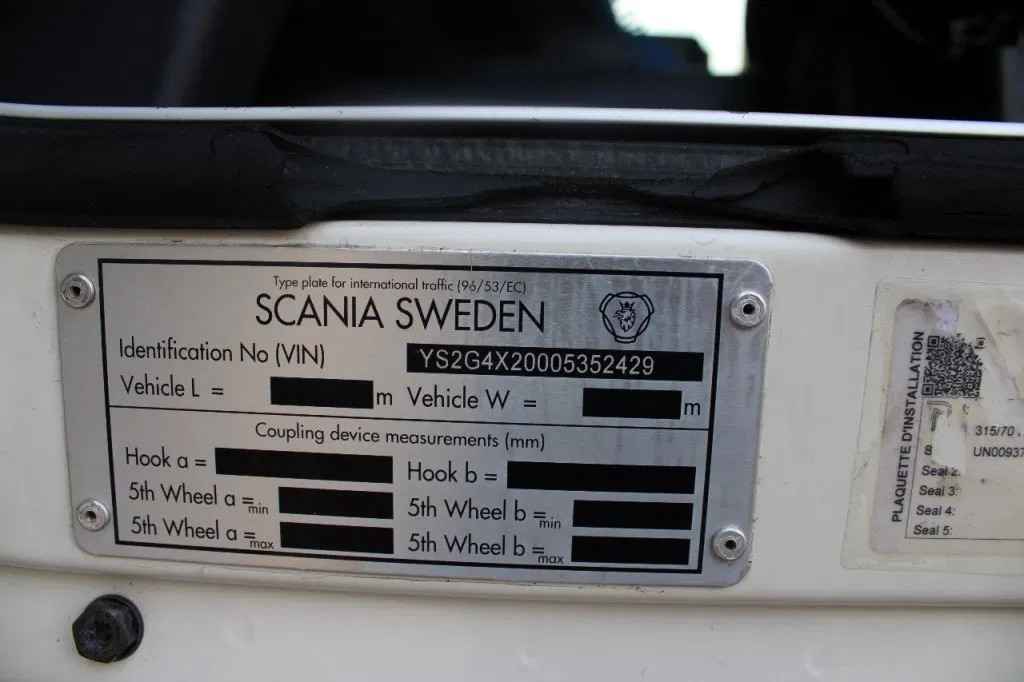 Type plate for international traffic (96/53/EC)
SCANIA SWEDEN
Identification No (VIN) YS2G4X20005352429
Vehicle L = m Vehicle W = m
Coupling device measurements (mm)
Hook a = Hook b =
5th Wheel a =min 5th Wheel b =min
5th Wheel a =max 5th Wheel b =max
PLAQUETTE D'INSTALLATION
315/70
UN00937
Seal 2:
Seal 3:
Seal 4:
Seal 5: